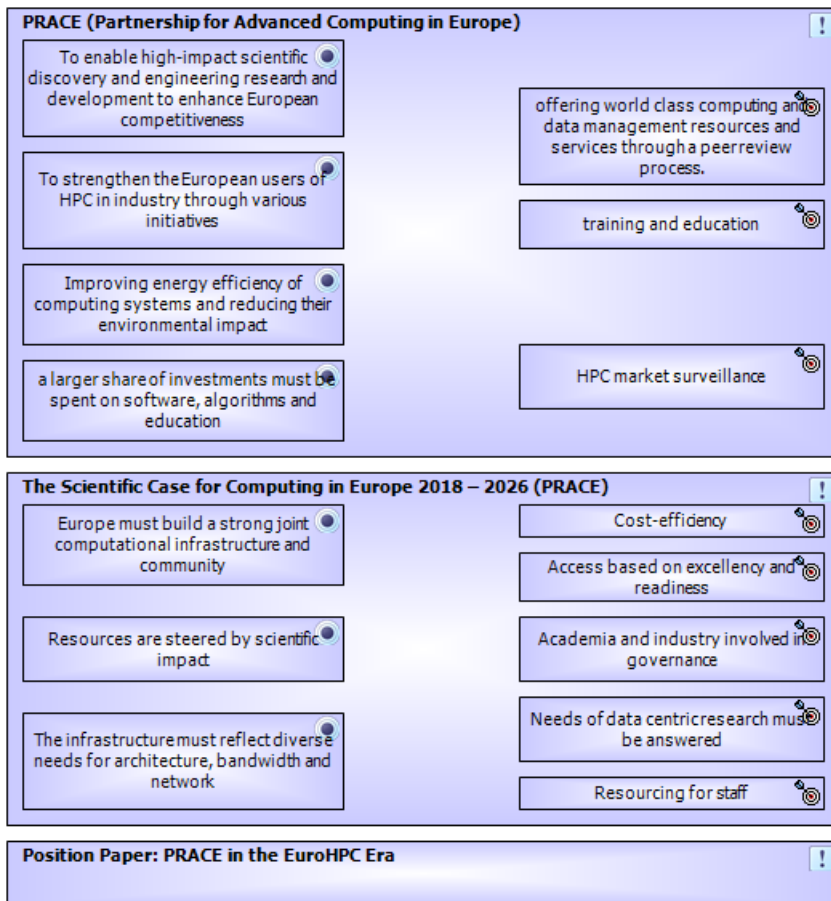 PRACE (Partnership for Advanced Computing in Europe)
To enable high-impact scientific
discovery and engineering research and
development to enhance European
competitiveness
To strengthen the European users of
HPC in industry through various
initiatives
Improving energy efficiency of
computing systems and reducing their
environmental impact
a larger share of investments must be
spent on software, algorithms and
education
offering world class computing and
data management resources and
services through a peer review
process.
training and education
HPC market surveillance
The Scientific Case for Computing in Europe 2018 – 2026 (PRACE)
Europe must build a strong joint
computational infrastructure and
community
Resources are steered by scientific
impact
The infrastructure must reflect diverse
needs for architecture, bandwidth and
network
Cost-efficiency
Access based on excellency and
readiness
Academia and industry involved in
governance
Needs of data centric research must
be answered
Resourcing for staff
Position Paper: PRACE in the EuroHPC Era